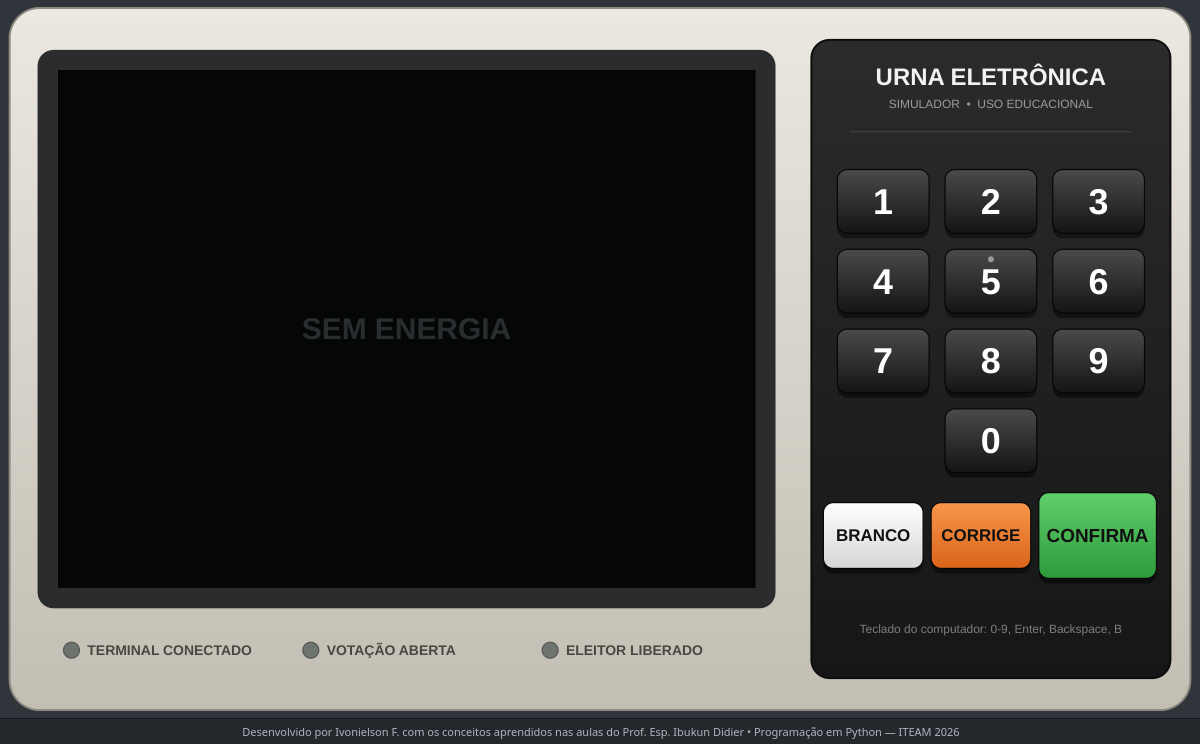 URNA ELETRÔNICA
SIMULADOR • USO EDUCACIONAL
1 2 3
4 5 6
7 8 9
0
BRANCO CORRIGE CONFIRMA
Teclado do computador: 0-9, Enter, Backspace, B
SEM ENERGIA
TERMINAL CONECTADO VOTAÇÃO ABERTA ELEITOR LIBERADO
Desenvolvido por Ivonielson F. com os conceitos aprendidos nas aulas do Prof. Esp. Ibukun Didier • Programação em Python — ITEAM 2026